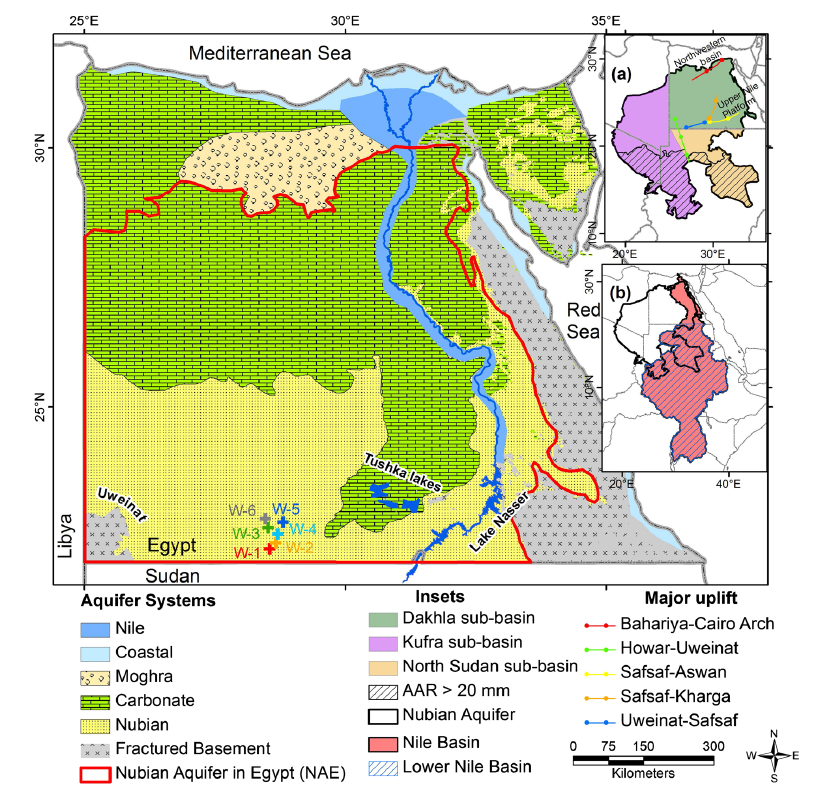 25°E
30°E
35°E
Mediterranean Sea
30°N
25°N
Red
Sea
Tushka lakes
Lake Nasser
Uweinat
Libya
Egypt
Sudan
W-6
W-5
W-3
W-4
W-2
W-1
(a)
Northwestern
basin
Upper Nile
Platform
30°N
10°N
20°E
30°E
(b)
30°N
10°N
20°E
40°E
Aquifer Systems
Nile
Coastal
Moghra
Carbonate
Nubian
Fractured Basement
Nubian Aquifer in Egypt (NAE)
Insets
Dakhla sub-basin
Kufra sub-basin
North Sudan sub-basin
AAR > 20 mm
Nubian Aquifer
Nile Basin
Lower Nile Basin
Major uplift
Bahariya-Cairo Arch
Howar-Uweinat
Safsaf-Aswan
Safsaf-Kharga
Uweinat-Safsaf
0 75 150 300
Kilometers
N
W E
S